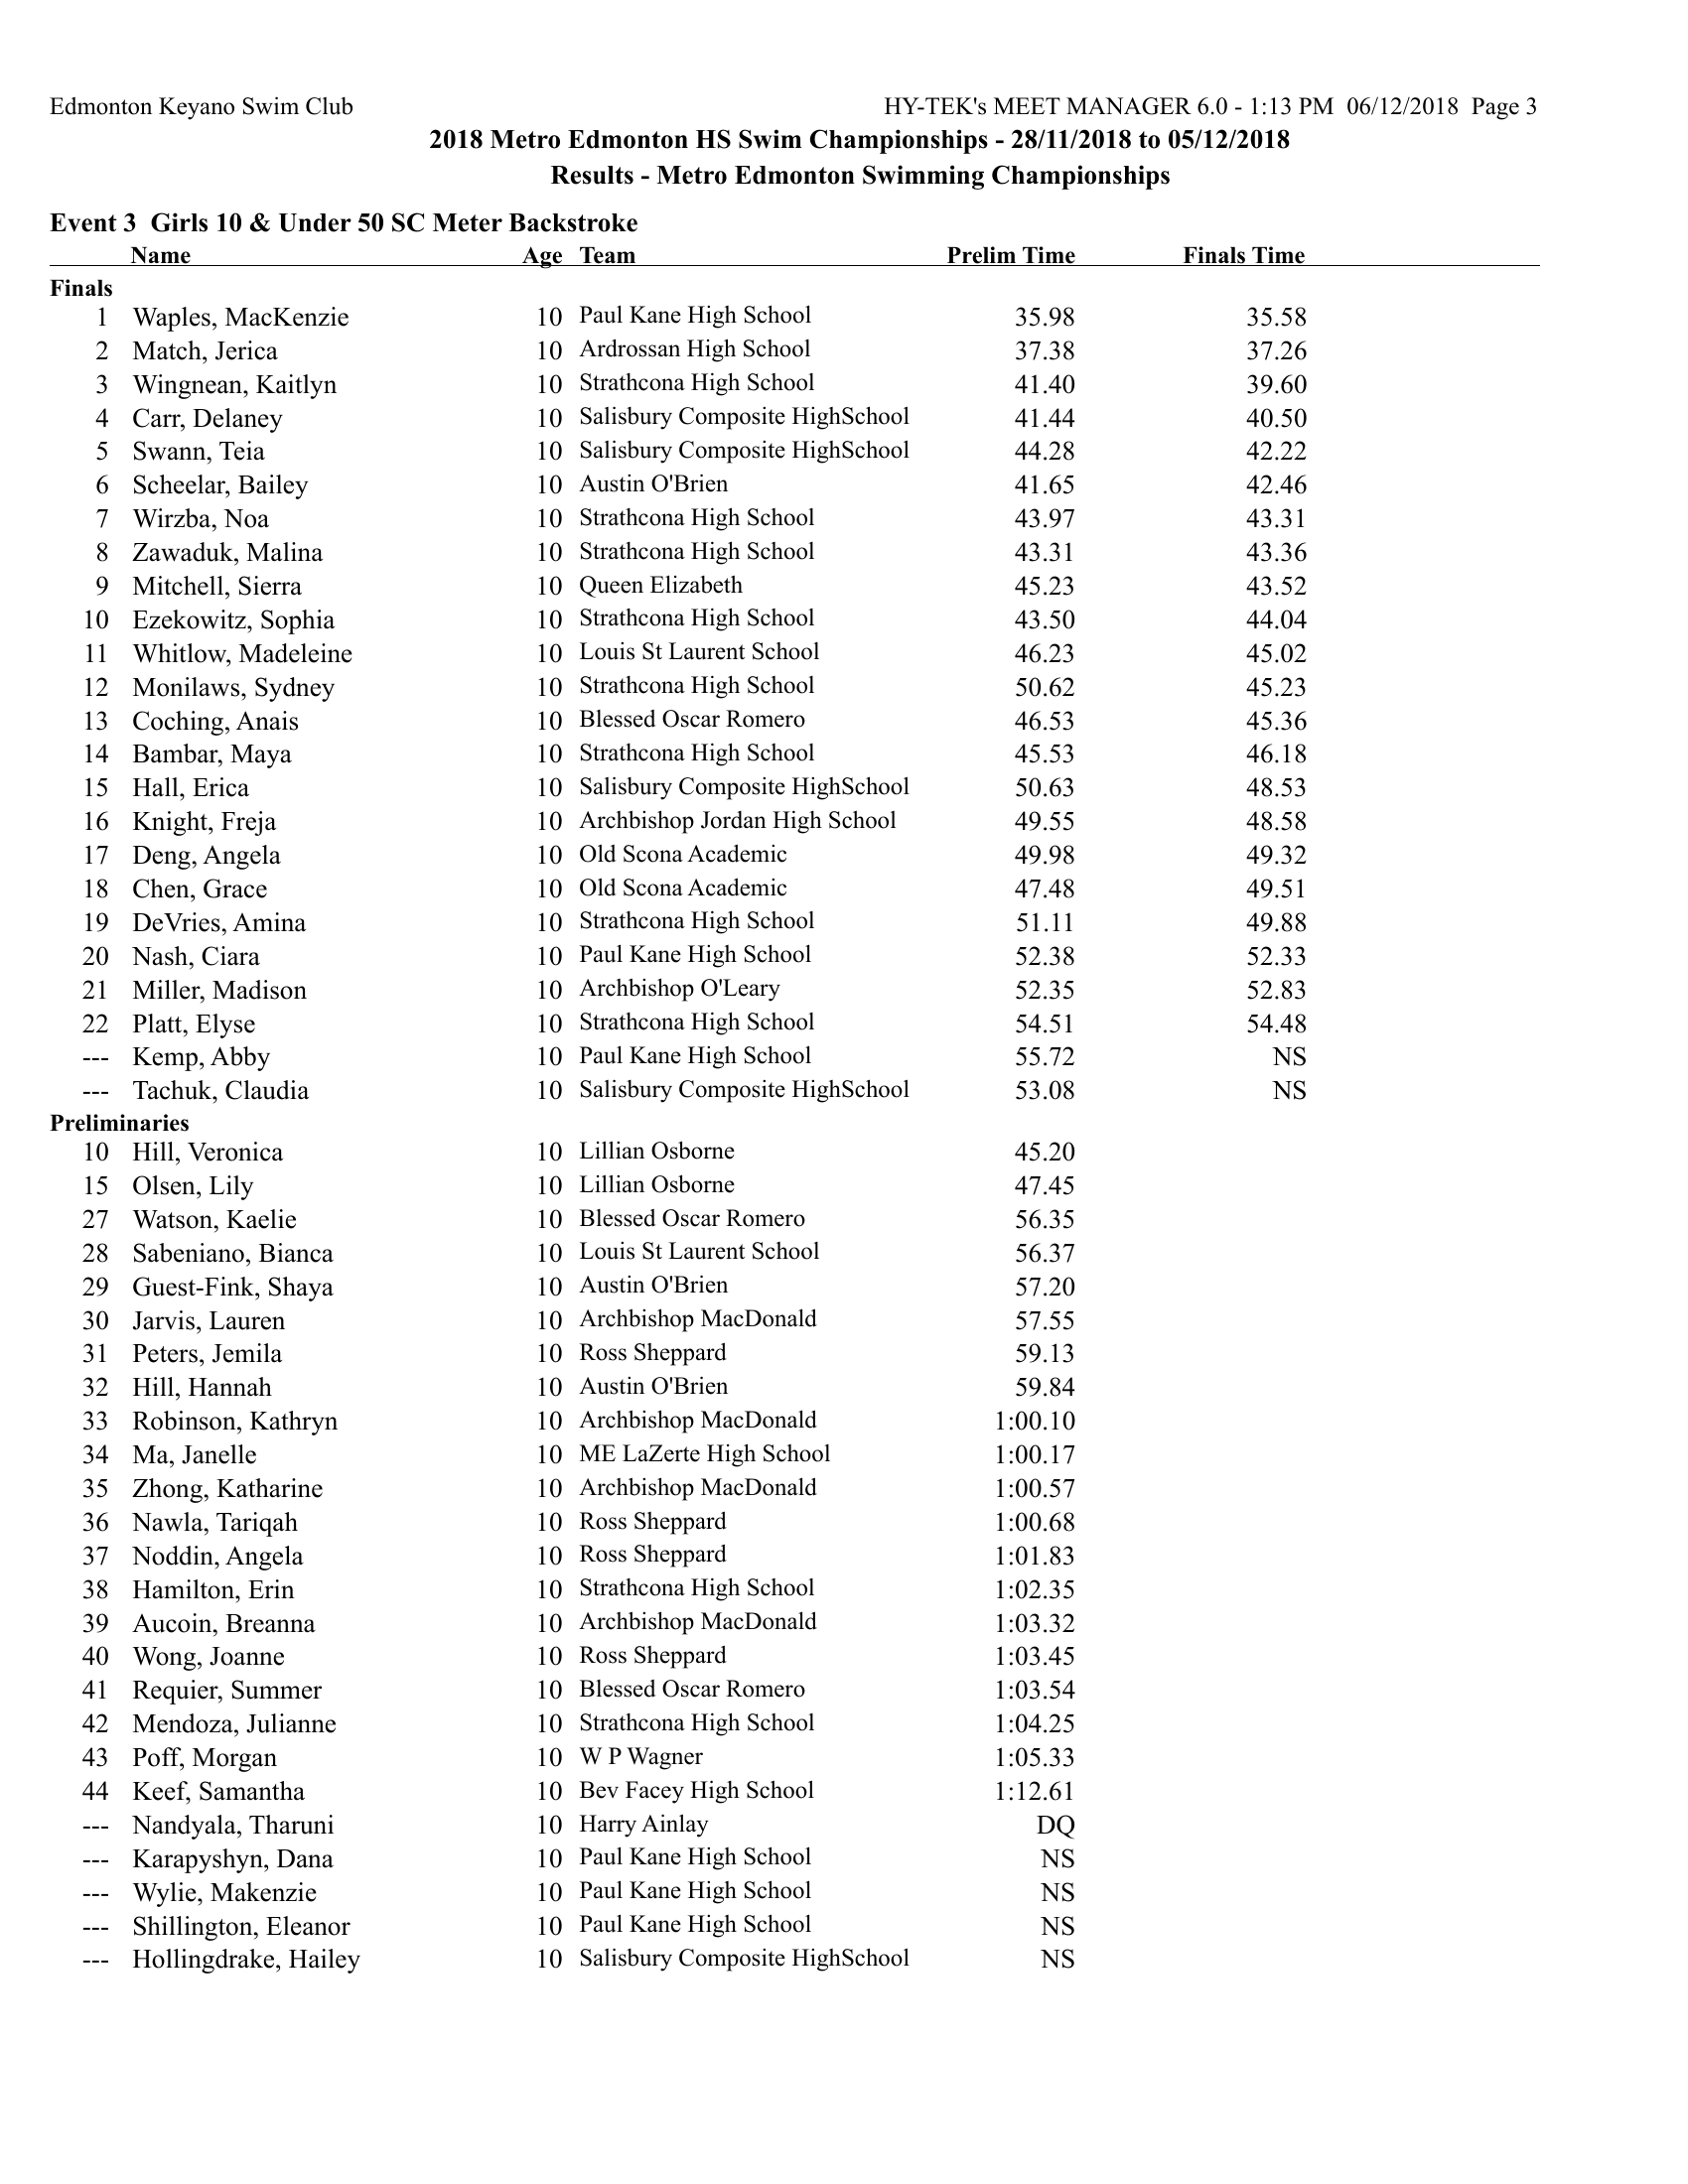 Edmonton Keyano Swim Club HY-TEK's MEET MANAGER 6.0 - 1:13 PM 06/12/2018 Page 3
2018 Metro Edmonton HS Swim Championships - 28/11/2018 to 05/12/2018
Results - Metro Edmonton Swimming Championships
Event 3 Girls 10 & Under 50 SC Meter Backstroke
Name Age Team Prelim Time Finals Time
Finals
1 Waples, MacKenzie 10 Paul Kane High School 35.98 35.58
2 Match, Jerica 10 Ardrossan High School 37.38 37.26
3 Wingnean, Kaitlyn 10 Strathcona High School 41.40 39.60
4 Carr, Delaney 10 Salisbury Composite HighSchool 41.44 40.50
5 Swann, Teia 10 Salisbury Composite HighSchool 44.28 42.22
6 Scheelar, Bailey 10 Austin O'Brien 41.65 42.46
7 Wirzba, Noa 10 Strathcona High School 43.97 43.31
8 Zawaduk, Malina 10 Strathcona High School 43.31 43.36
9 Mitchell, Sierra 10 Queen Elizabeth 45.23 43.52
10 Ezekowitz, Sophia 10 Strathcona High School 43.50 44.04
11 Whitlow, Madeleine 10 Louis St Laurent School 46.23 45.02
12 Monilaws, Sydney 10 Strathcona High School 50.62 45.23
13 Coching, Anais 10 Blessed Oscar Romero 46.53 45.36
14 Bambar, Maya 10 Strathcona High School 45.53 46.18
15 Hall, Erica 10 Salisbury Composite HighSchool 50.63 48.53
16 Knight, Freja 10 Archbishop Jordan High School 49.55 48.58
17 Deng, Angela 10 Old Scona Academic 49.98 49.32
18 Chen, Grace 10 Old Scona Academic 47.48 49.51
19 DeVries, Amina 10 Strathcona High School 51.11 49.88
20 Nash, Ciara 10 Paul Kane High School 52.38 52.33
21 Miller, Madison 10 Archbishop O'Leary 52.35 52.83
22 Platt, Elyse 10 Strathcona High School 54.51 54.48
--- Kemp, Abby 10 Paul Kane High School 55.72 NS
--- Tachuk, Claudia 10 Salisbury Composite HighSchool 53.08 NS
Preliminaries
10 Hill, Veronica 10 Lillian Osborne 45.20
15 Olsen, Lily 10 Lillian Osborne 47.45
27 Watson, Kaelie 10 Blessed Oscar Romero 56.35
28 Sabeniano, Bianca 10 Louis St Laurent School 56.37
29 Guest-Fink, Shaya 10 Austin O'Brien 57.20
30 Jarvis, Lauren 10 Archbishop MacDonald 57.55
31 Peters, Jemila 10 Ross Sheppard 59.13
32 Hill, Hannah 10 Austin O'Brien 59.84
33 Robinson, Kathryn 10 Archbishop MacDonald 1:00.10
34 Ma, Janelle 10 ME LaZerte High School 1:00.17
35 Zhong, Katharine 10 Archbishop MacDonald 1:00.57
36 Nawla, Tariqah 10 Ross Sheppard 1:00.68
37 Noddin, Angela 10 Ross Sheppard 1:01.83
38 Hamilton, Erin 10 Strathcona High School 1:02.35
39 Aucoin, Breanna 10 Archbishop MacDonald 1:03.32
40 Wong, Joanne 10 Ross Sheppard 1:03.45
41 Requier, Summer 10 Blessed Oscar Romero 1:03.54
42 Mendoza, Julianne 10 Strathcona High School 1:04.25
43 Poff, Morgan 10 W P Wagner 1:05.33
44 Keef, Samantha 10 Bev Facey High School 1:12.61
--- Nandyala, Tharuni 10 Harry Ainlay DQ
--- Karapyshyn, Dana 10 Paul Kane High School NS
--- Wylie, Makenzie 10 Paul Kane High School NS
--- Shillington, Eleanor 10 Paul Kane High School NS
--- Hollingdrake, Hailey 10 Salisbury Composite HighSchool NS